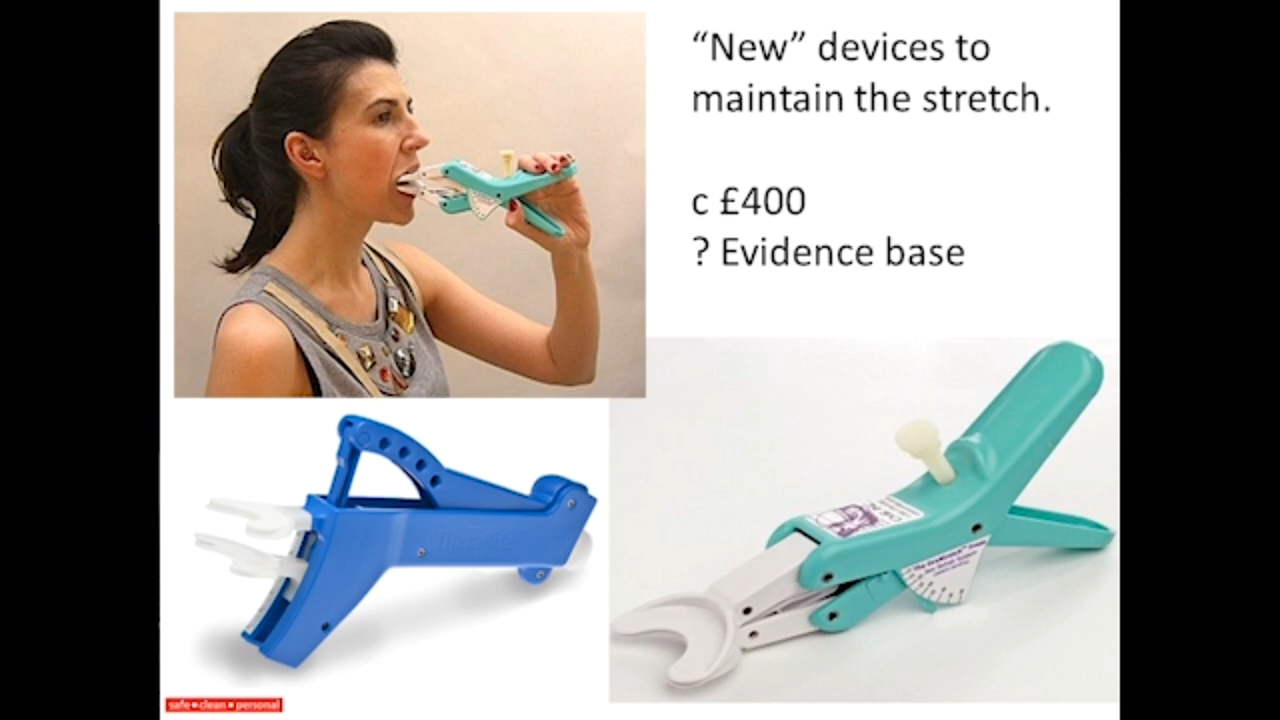 “New” devices to
maintain the stretch.
c £400
? Evidence base
safe•clean•personal